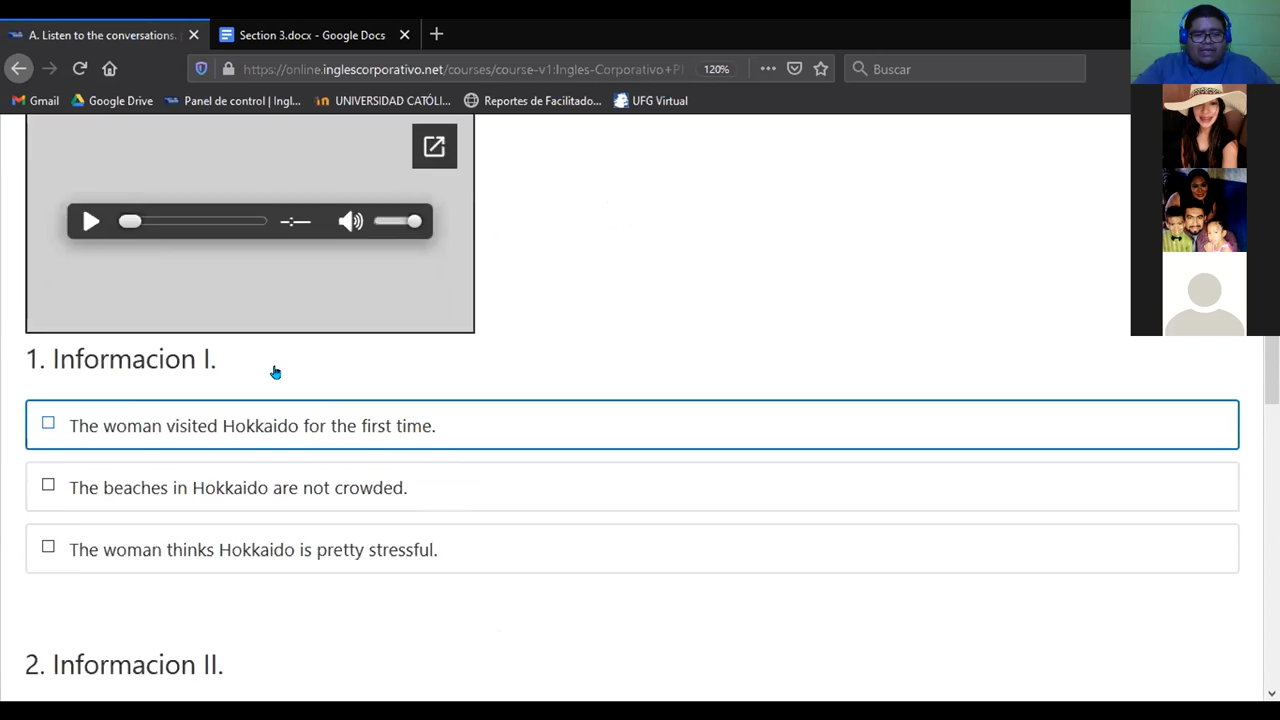 A. Listen to the conversations.
Section 3.docx - Google Docs
https://online.inglescorporativo.net/courses/course-v1:Ingles-Corporativo+P
120%
Buscar
Gmail
Google Drive
Panel de control | Ingl...
UNIVERSIDAD CATÓLI...
Reportes de Facilitado...
UFG Virtual
1. Informacion I.
The woman visited Hokkaido for the first time.
The beaches in Hokkaido are not crowded.
The woman thinks Hokkaido is pretty stressful.
2. Informacion II.